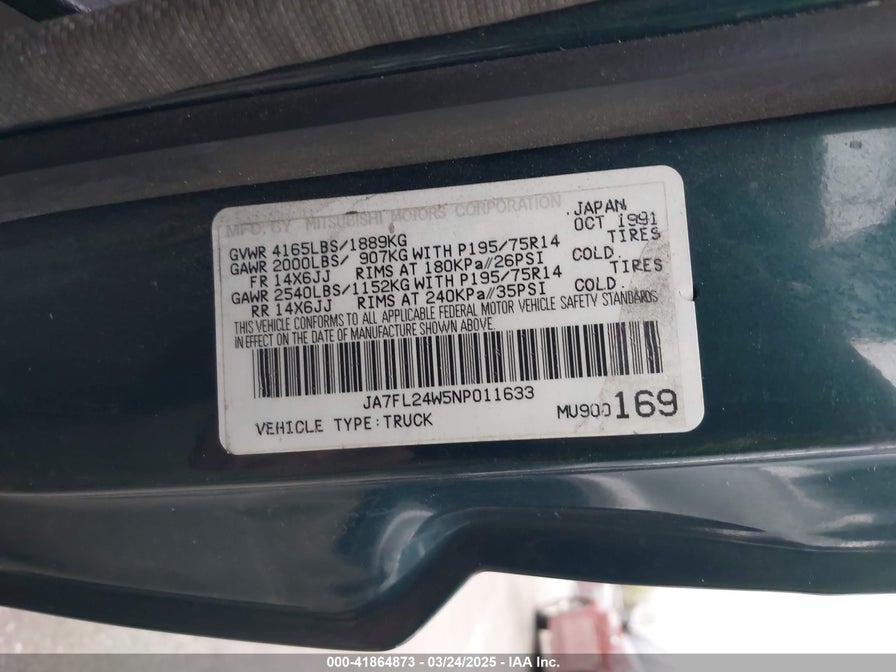 MFD. BY MITSUBISHI MOTORS CORPORATION JAPAN
GVWR 4165LBS/1889KG OCT 1991
GAWR 2000LBS/ 907KG WITH P195/75R14 TIRES
FR 14X6JJ RIMS AT 180KPa//26PSI COLD.
GAWR 2540LBS/1152KG WITH P195/75R14 TIRES
RR 14X6JJ RIMS AT 240KPa//35PSI COLD.
THIS VEHICLE CONFORMS TO ALL APPLICABLE FEDERAL MOTOR VEHICLE SAFETY STANDARDS
IN EFFECT ON THE DATE OF MANUFACTURE SHOWN ABOVE.
JA7FL24W5NP011633
VEHICLE TYPE:TRUCK MU900169
000-41864873 - 03/24/2025 - IAA Inc.